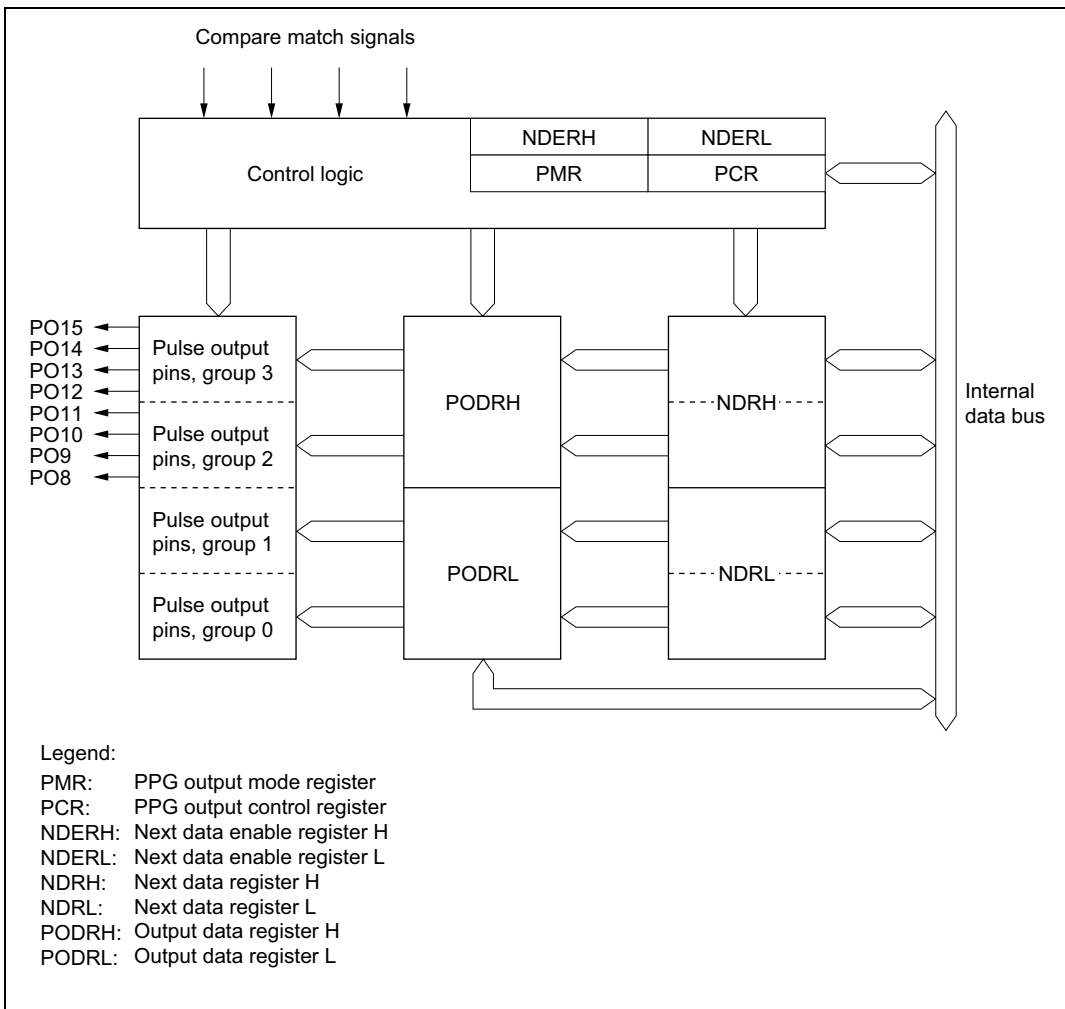 Compare match signals
NDERH NDERL
Control logic PMR PCR
PO15
PO14
PO13
PO12
PO11
PO10
PO9
PO8
Pulse output
pins, group 3
Pulse output
pins, group 2
Pulse output
pins, group 1
Pulse output
pins, group 0
PODRH
PODRL
NDRH
NDRL
Internal
data bus
Legend:
PMR: PPG output mode register
PCR: PPG output control register
NDERH: Next data enable register H
NDERL: Next data enable register L
NDRH: Next data register H
NDRL: Next data register L
PODRH: Output data register H
PODRL: Output data register L